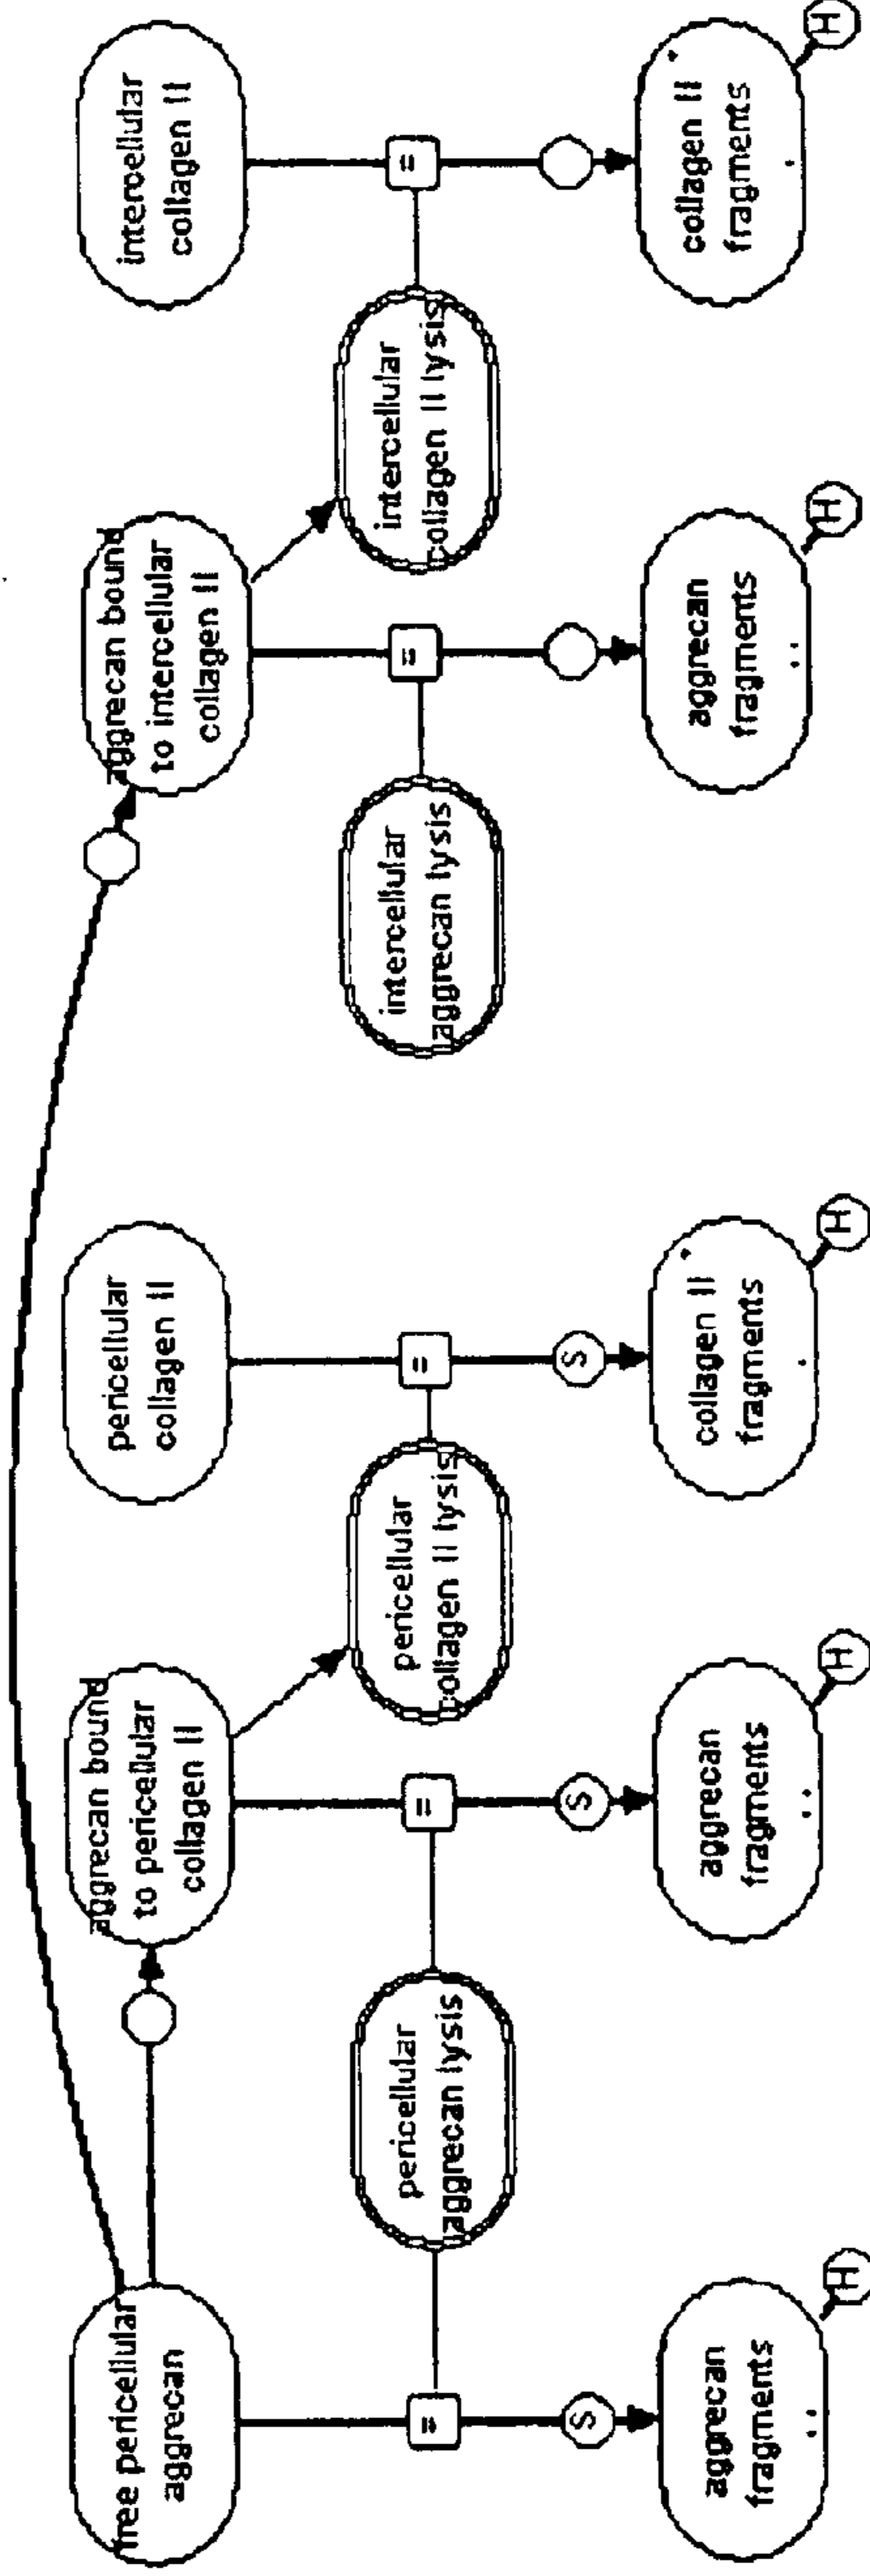 free pericellular
aggrecan
aggrecan bound
to pericellular
collagen II
pericellular
collagen II
aggrecan bound
to intercellular
collagen II
intercellular
collagen II
=
pericellular
aggrecan lysis
=
pericellular
collagen II lysis
=
intercellular
aggrecan lysis
=
intercellular
collagen II lysis
=
S
S
S
aggrecan
fragments
..
H
aggrecan
fragments
..
H
collagen II
fragments
.
H
aggrecan
fragments
..
H
collagen II
fragments
.
H